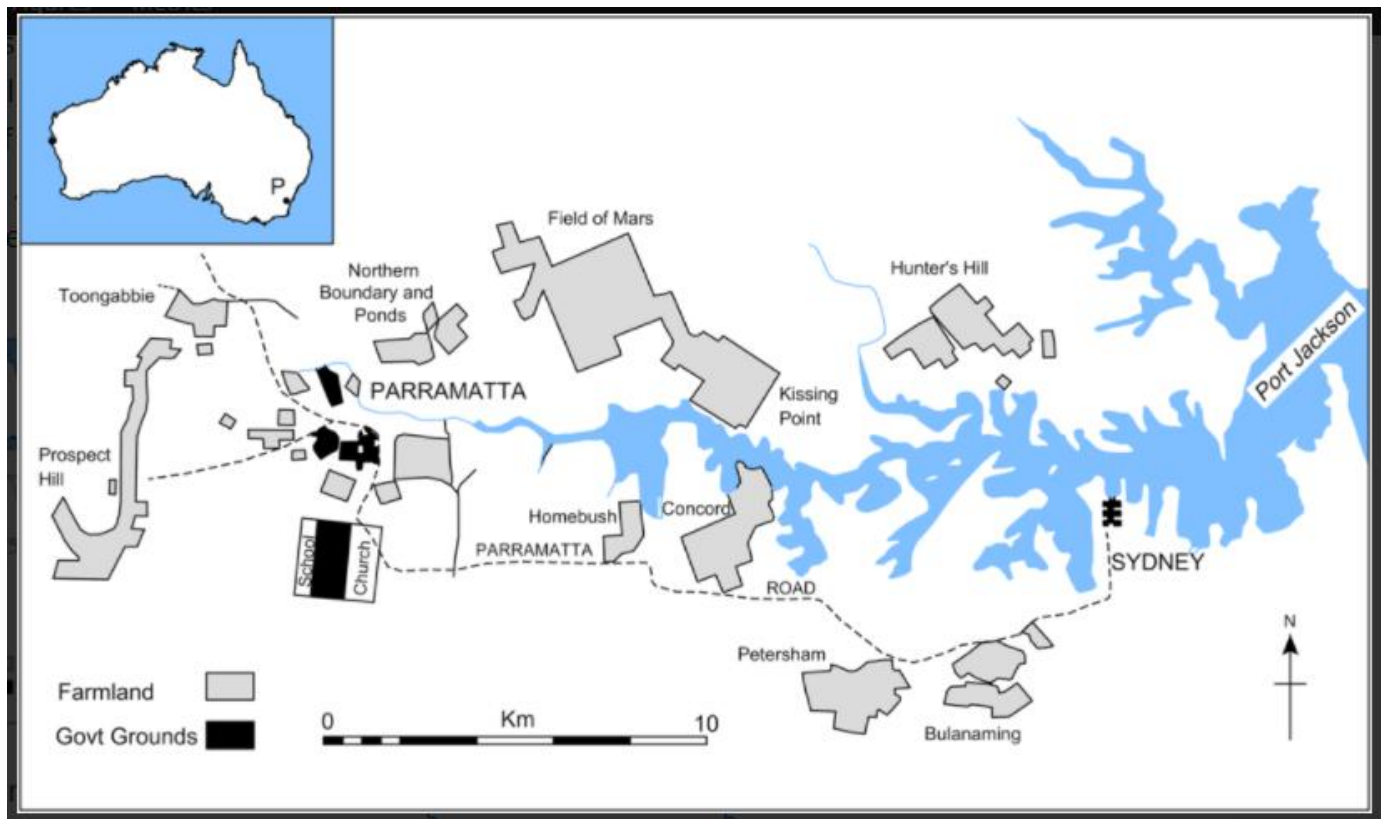 P
Field of Mars
Hunter's Hill
Northern
Boundary and
Ponds
Toongabbie
Port Jackson
PARRAMATTA
Kissing
Point
Prospect
Hill
Homebush
Concord
School
Church
PARRAMATTA
ROAD
SYDNEY
N
Petersham
Bulanaming
Farmland
Govt Grounds
0
Km
10